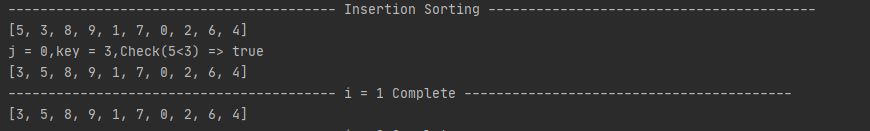 ----------------------------------------- Insertion Sorting -----------------------------------------
[5, 3, 8, 9, 1, 7, 0, 2, 6, 4]
j = 0,key = 3,Check(5<3) => true
[3, 5, 8, 9, 1, 7, 0, 2, 6, 4]
----------------------------------------- i = 1 Complete -----------------------------------------
[3, 5, 8, 9, 1, 7, 0, 2, 6, 4]